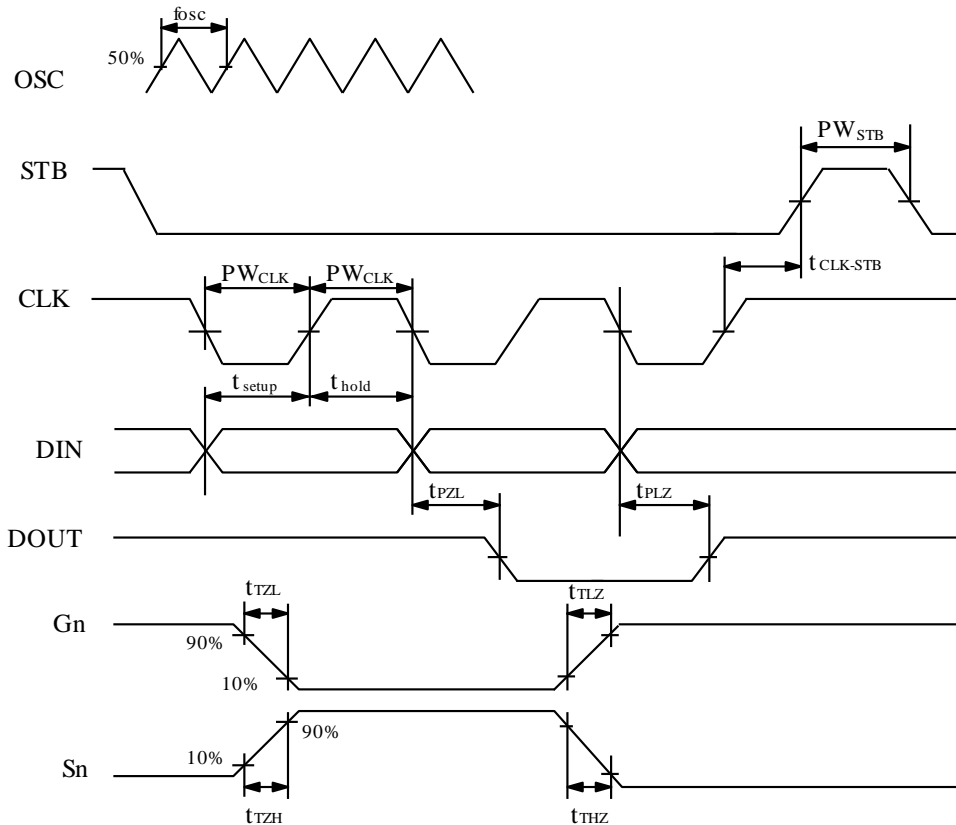 fosc
50%
OSC
PWSTB
STB
tCLK-STB
PWCLK PWCLK
CLK
tsetup thold
DIN
tPZL tPLZ
DOUT
tTZL tTLZ
Gn
90%
10%
90%
10%
Sn
tTZH tTHZ